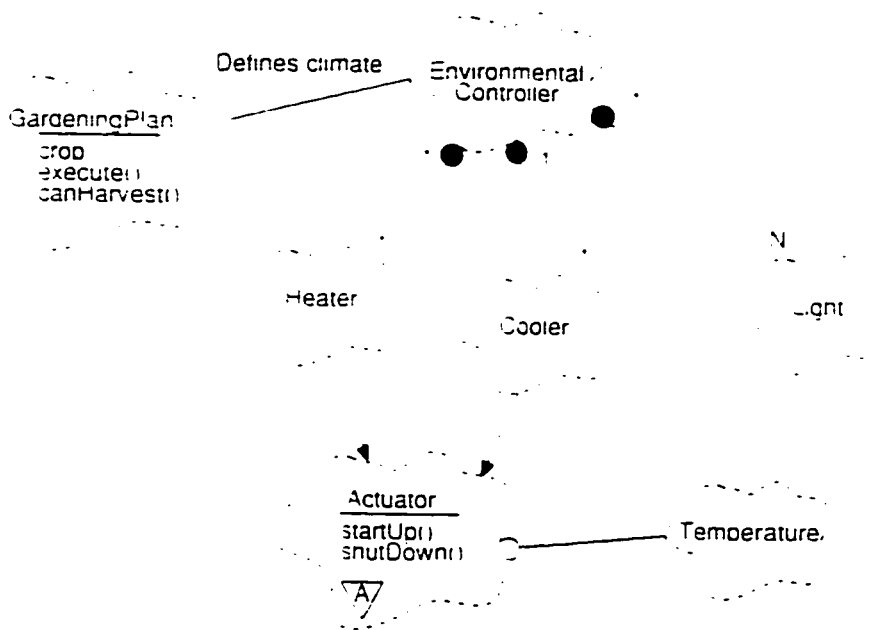 Defines climate
Environmental
Controller
GardeningPlan
crop
execute()
canHarvest()
N
Heater
Light
Cooler
Actuator
startUp()
shutDown()
Temperature
A